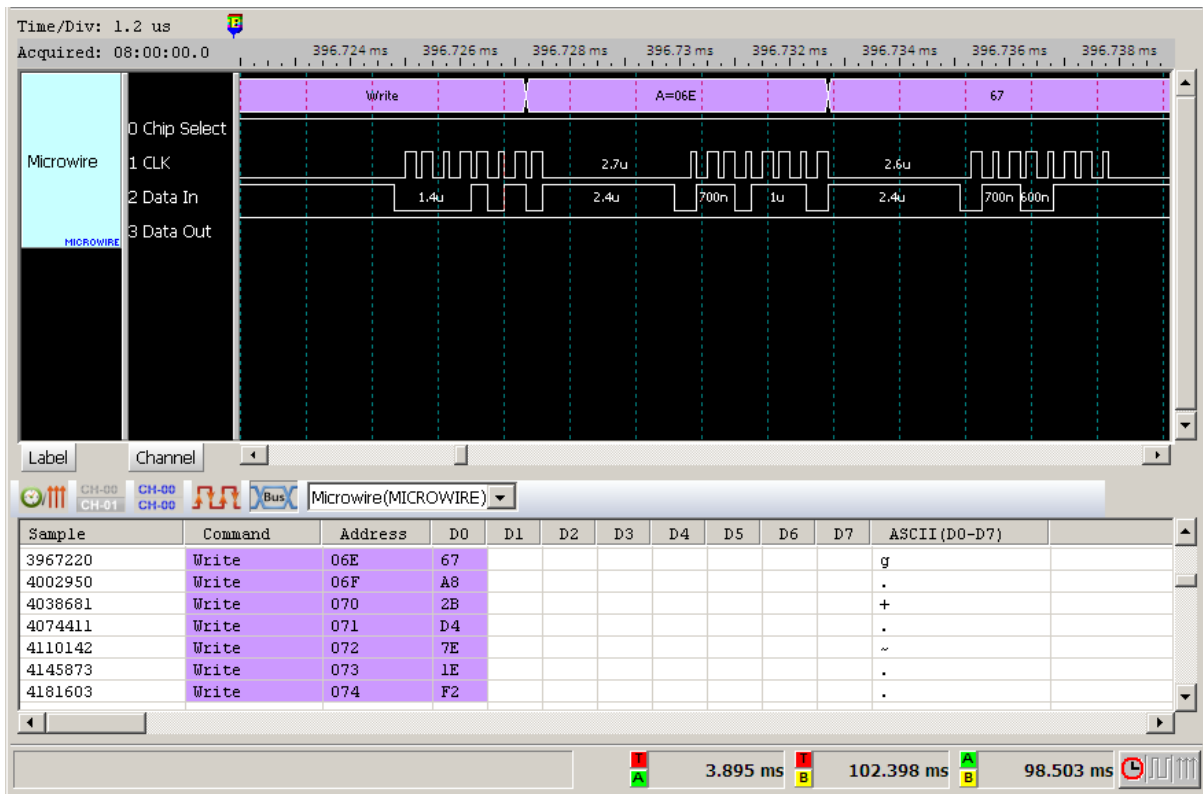 Time/Div: 1.2 us
B
Acquired: 08:00:00.0 396.724 ms 396.726 ms 396.728 ms 396.73 ms 396.732 ms 396.734 ms 396.736 ms 396.738 ms
Write A=06E 67
0 Chip Select
Microwire 1 CLK 2.7u 2.6u
2 Data In 1.4u 2.4u 700n 1u 2.4u 700n 600n
3 Data Out
MICROWIRE
Label Channel
CH-00 CH-00
CH-01 CH-00
Bus Microwire(MICROWIRE)
Sample Command Address D0 D1 D2 D3 D4 D5 D6 D7 ASCII(D0-D7)
3967220 Write 06E 67 g
4002950 Write 06F A8 .
4038681 Write 070 2B +
4074411 Write 071 D4 .
4110142 Write 072 7E ~
4145873 Write 073 1E .
4181603 Write 074 F2 .
T A 3.895 ms T B 102.398 ms A B 98.503 ms